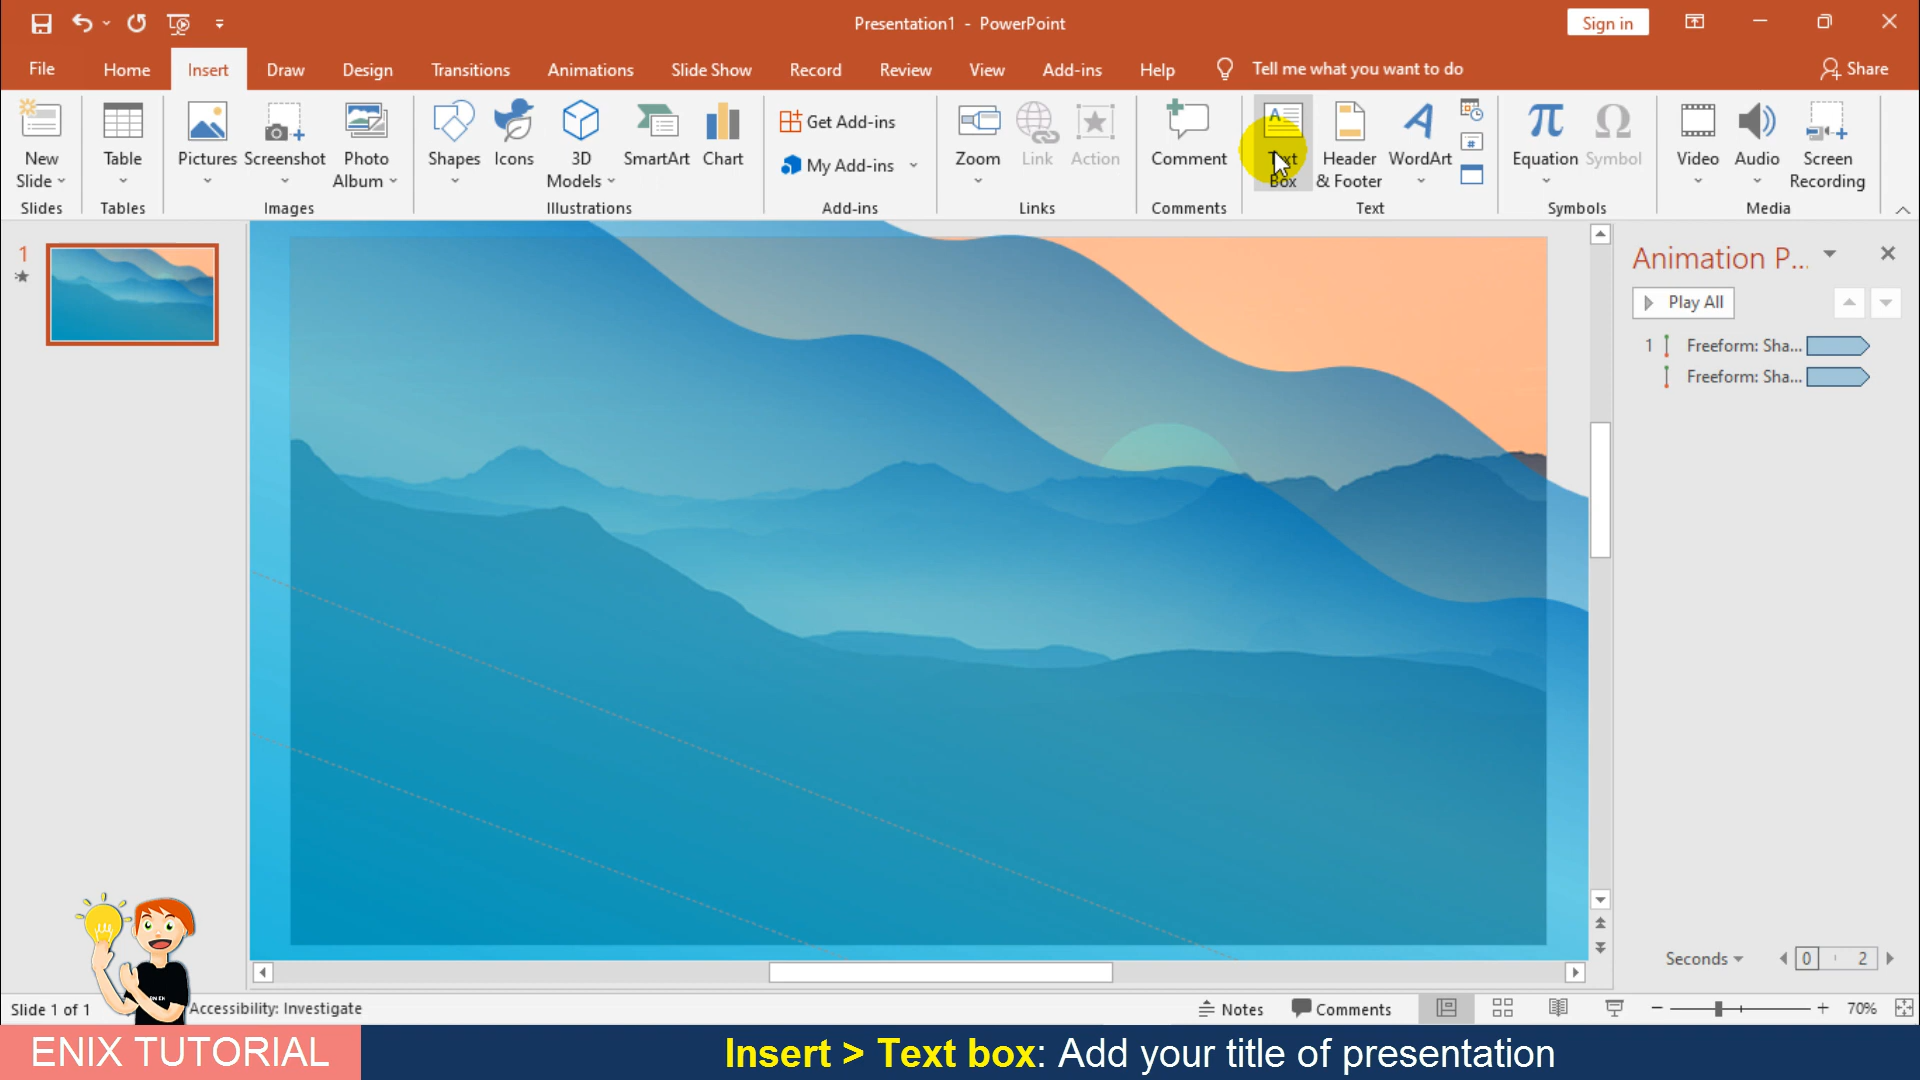 Presentation1 - PowerPoint
Sign in
File Home Insert Draw Design Transitions Animations Slide Show Record Review View Add-ins Help Tell me what you want to do Share
New Slide
Slides
Table
Tables
Pictures
Screenshot
Photo Album
Images
Shapes
Icons
3D Models
SmartArt
Chart
Illustrations
Get Add-ins
My Add-ins
Add-ins
Zoom
Link
Action
Links
Comment
Comments
Text Box
Header & Footer
WordArt
Text
Equation
Symbol
Symbols
Video
Audio
Screen Recording
Media
1
Animation P...
Play All
1 Freeform: Sha...
Freeform: Sha...
Seconds 0 2
Slide 1 of 1
Accessibility: Investigate
Notes
Comments
70%
ENIX TUTORIAL
Insert > Text box: Add your title of presentation